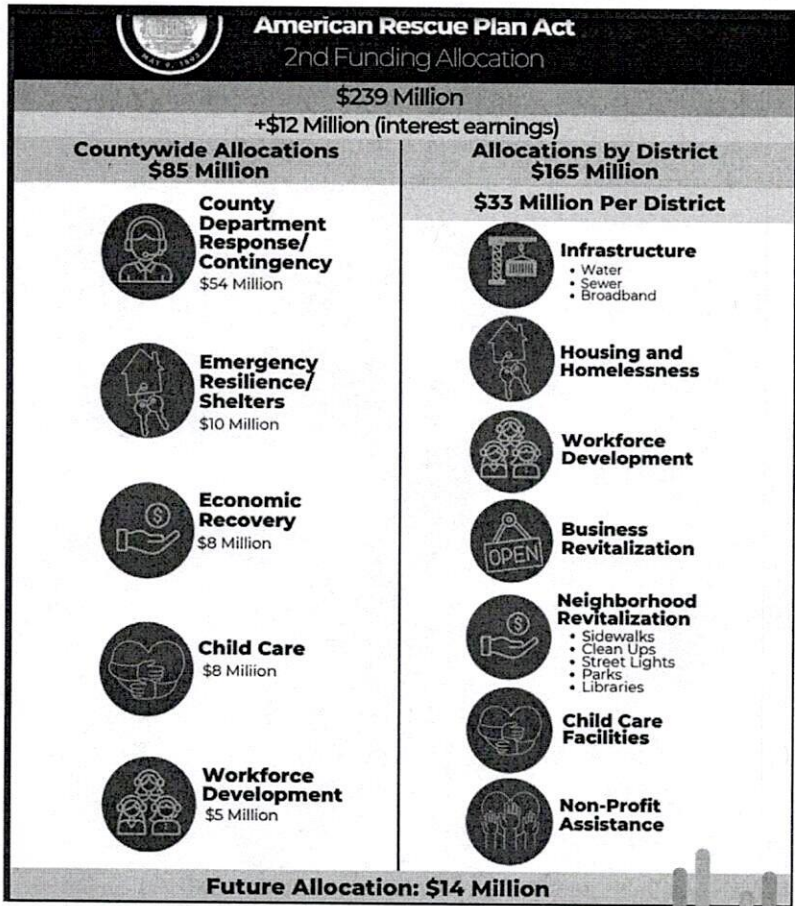 MAY 9, 1893
American Rescue Plan Act
2nd Funding Allocation
$239 Million
+$12 Million (interest earnings)
Countywide Allocations
$85 Million
County
Department
Response/
Contingency
$54 Million
Emergency
Resilience/
Shelters
$10 Million
Economic
Recovery
$8 Million
Child Care
$8 Miliion
Workforce
Development
$5 Million
Allocations by District
$165 Million
$33 Million Per District
Infrastructure
• Water
• Sewer
• Broadband
Housing and
Homelessness
Workforce
Development
OPEN
Business
Revitalization
Neighborhood
Revitalization
• Sidewalks
• Clean Ups
• Street Lights
• Parks
• Libraries
Child Care
Facilities
Non-Profit
Assistance
Future Allocation: $14 Million